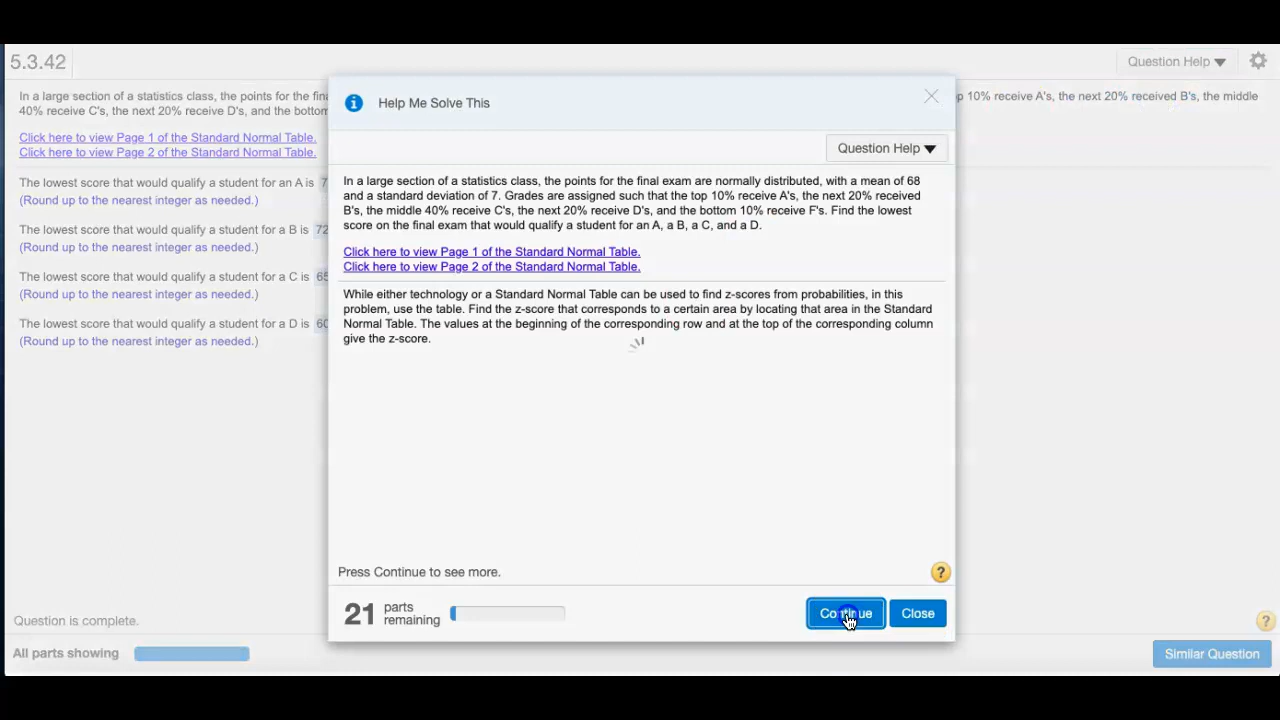 5.3.42
Question Help ▼
In a large section of a statistics class, the points for the fin
p 10% receive A's, the next 20% received B's, the middle
40% receive C's, the next 20% receive D's, and the bottom
Click here to view Page 1 of the Standard Normal Table.
Click here to view Page 2 of the Standard Normal Table.
The lowest score that would qualify a student for an A is 7
(Round up to the nearest integer as needed.)
The lowest score that would qualify a student for a B is 72
(Round up to the nearest integer as needed.)
The lowest score that would qualify a student for a C is 65
(Round up to the nearest integer as needed.)
The lowest score that would qualify a student for a D is 60
(Round up to the nearest integer as needed.)
Help Me Solve This
Question Help ▼
In a large section of a statistics class, the points for the final exam are normally distributed, with a mean of 68
and a standard deviation of 7. Grades are assigned such that the top 10% receive A's, the next 20% received
B's, the middle 40% receive C's, the next 20% receive D's, and the bottom 10% receive F's. Find the lowest
score on the final exam that would qualify a student for an A, a B, a C, and a D.
Click here to view Page 1 of the Standard Normal Table.
Click here to view Page 2 of the Standard Normal Table.
While either technology or a Standard Normal Table can be used to find z-scores from probabilities, in this
problem, use the table. Find the z-score that corresponds to a certain area by locating that area in the Standard
Normal Table. The values at the beginning of the corresponding row and at the top of the corresponding column
give the z-score.
Press Continue to see more.
?
21 parts remaining
Continue
Close
Question is complete.
?
All parts showing
Similar Question